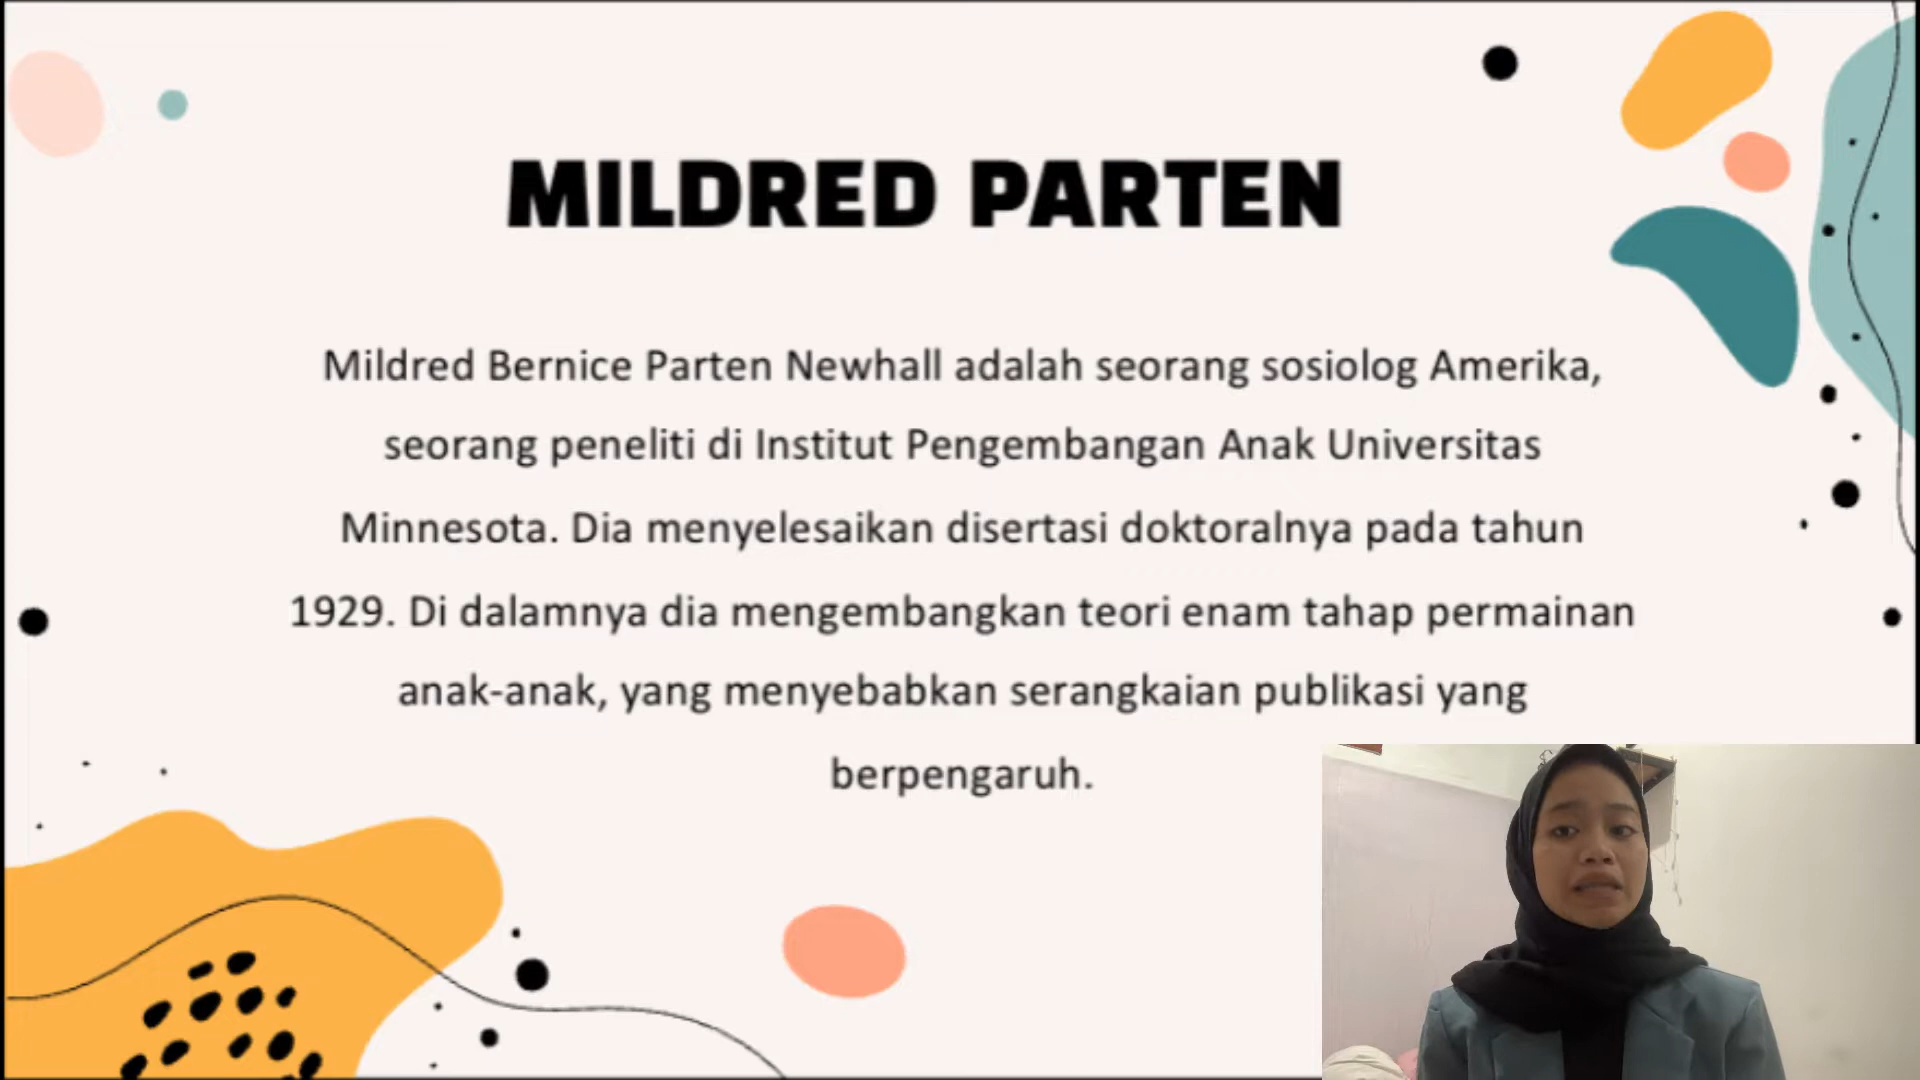 MILDRED PARTEN
Mildred Bernice Parten Newhall adalah seorang sosiolog Amerika,
seorang peneliti di Institut Pengembangan Anak Universitas
Minnesota. Dia menyelesaikan disertasi doktoralnya pada tahun
1929. Di dalamnya dia mengembangkan teori enam tahap permainan
anak-anak, yang menyebabkan serangkaian publikasi yang
berpengaruh.